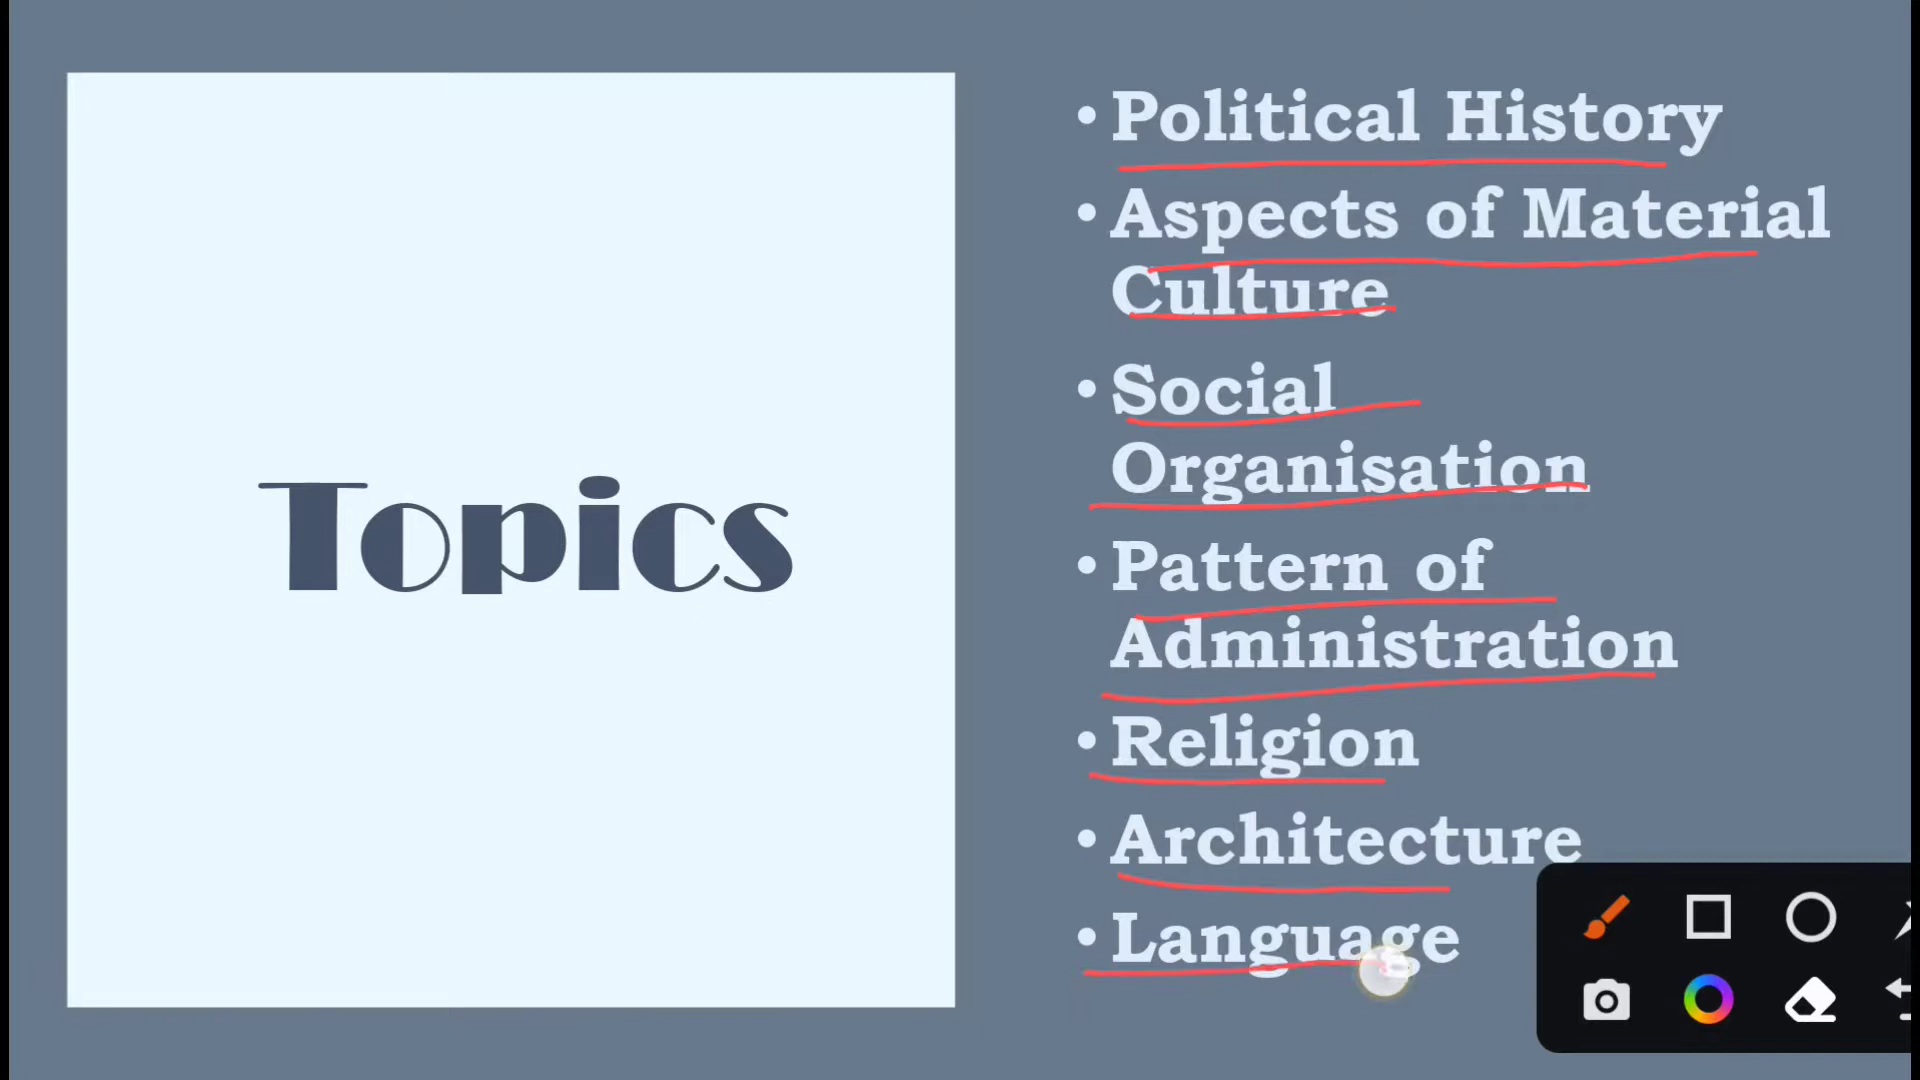 Topics
• Political History
• Aspects of Material
Culture
• Social
Organisation
• Pattern of
Administration
• Religion
• Architecture
• Language